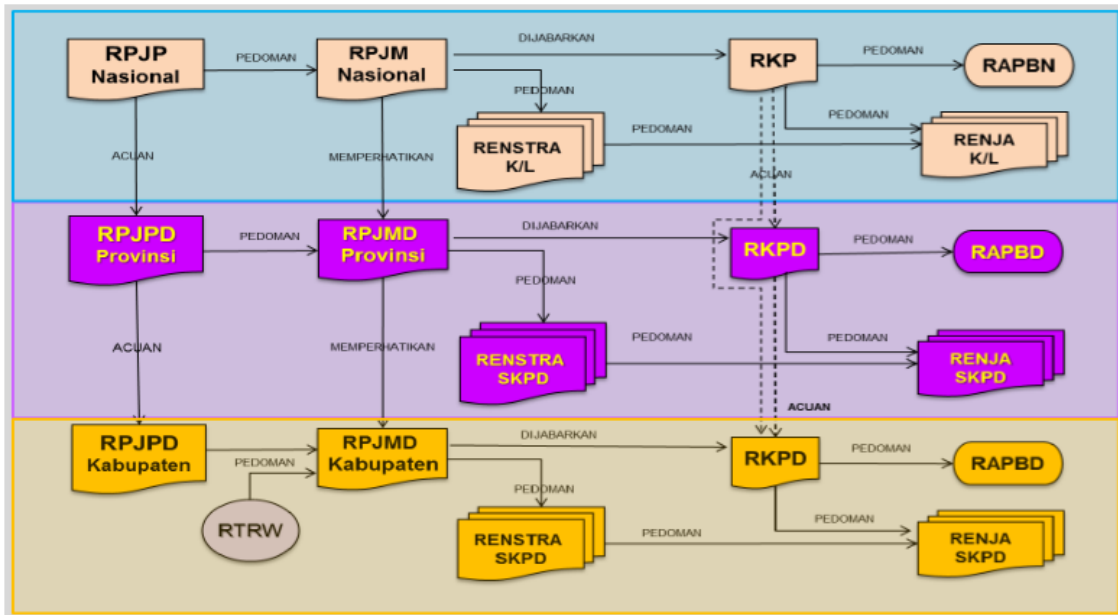 RPJP
Nasional
PEDOMAN
RPJM
Nasional
DIJABARKAN
RKP
PEDOMAN
RAPBN
PEDOMAN
RENSTRA
K/L
PEDOMAN
PEDOMAN
RENJA
K/L
ACUAN
MEMPERHATIKAN
ACUAN
RPJPD
Provinsi
PEDOMAN
RPJMD
Provinsi
DIJABARKAN
RKPD
PEDOMAN
RAPBD
PEDOMAN
RENSTRA
SKPD
PEDOMAN
PEDOMAN
RENJA
SKPD
ACUAN
MEMPERHATIKAN
ACUAN
RPJPD
Kabupaten
PEDOMAN
RPJMD
Kabupaten
DIJABARKAN
RKPD
PEDOMAN
RAPBD
RTRW
PEDOMAN
RENSTRA
SKPD
PEDOMAN
PEDOMAN
RENJA
SKPD